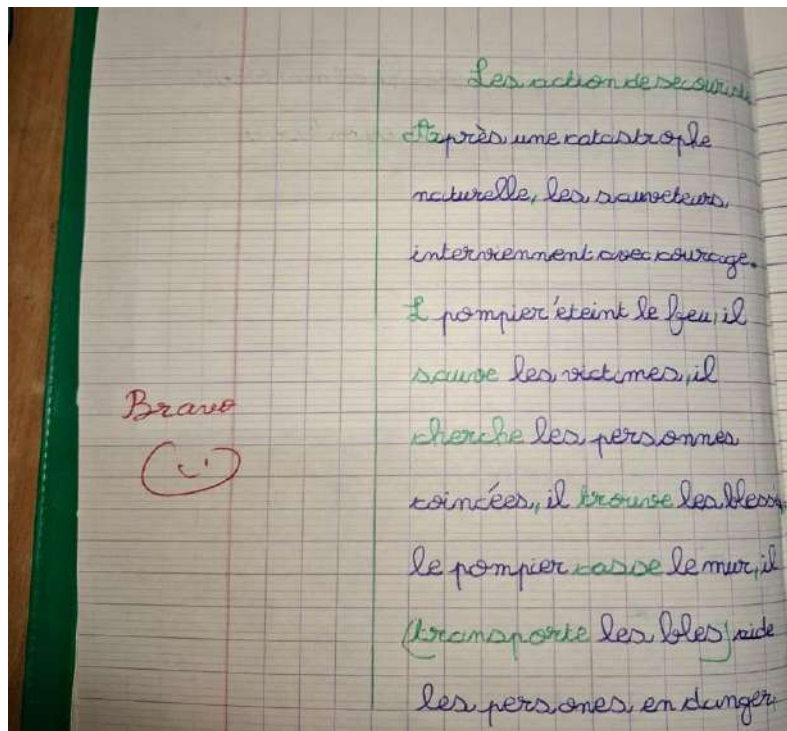 Les action de secouriste
Après une catastrophe
naturelle, les sauveteurs
interviennent avec courage.
L pompier éteint le feu, il
sauve les victimes, il
Bravo
cherche les personnes
coincées, il trouve les bless
le pompier casse le mur, il
(transporte les bles) aide
les persones en danger